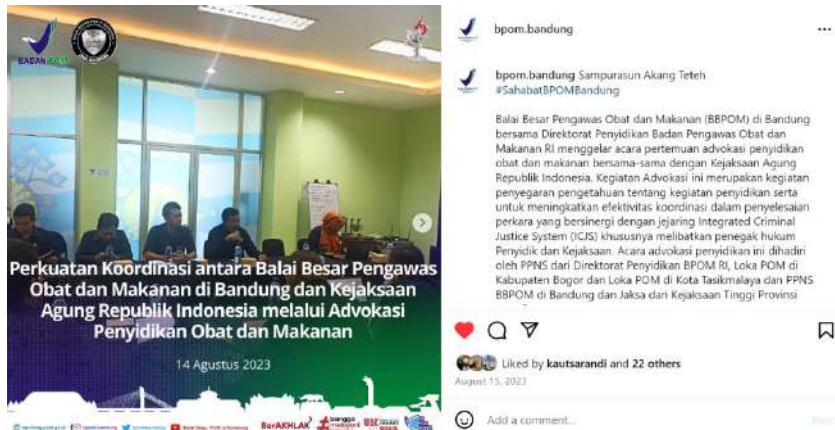 BADAN POM
Perkuatan Koordinasi antara Balai Besar Pengawas
Obat dan Makanan di Bandung dan Kejaksaan
Agung Republik Indonesia melalui Advokasi
Penyidikan Obat dan Makanan
14 Agustus 2023
BerAKHLAK
bangga
bpom.bandung
bpom.bandung Sampurasun Akang Teteh
#SahabatBPOMBandung
Balai Besar Pengawas Obat dan Makanan (BBPOM) di Bandung
bersama Direktorat Penyidikan Badan Pengawas Obat dan
Makanan RI menggelar acara pertemuan advokasi penyidikan
obat dan makanan bersama-sama dengan Kejaksaan Agung
Republik Indonesia. Kegiatan Advokasi ini merupakan kegiatan
penyegaran pengetahuan tentang kegiatan penyidikan serta
untuk meningkatkan efektivitas koordinasi dalam penyelesaian
perkara yang bersinergi dengan jejaring Integrated Criminal
Justice System (ICJS) khususnya melibatkan penegak hukum
Penyidik dan Kejaksaan. Acara advokasi penyidikan ini dihadiri
oleh PPNS dari Direktorat Penyidikan BPOM RI, Loka POM di
Kabupaten Bogor dan Loka POM di Kota Tasikmalaya dan PPNS
BBPOM di Bandung dan Jaksa dari Kejaksaan Tinggi Provinsi
Liked by kautsarandi and 22 others
August 15, 2023
Add a comment...
Post